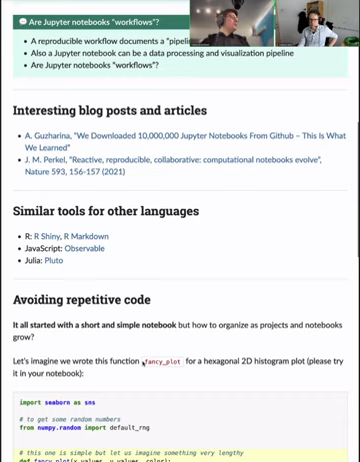 Are Jupyter notebooks “workflows”?
A reproducible workflow documents a “pipeli
Also a Jupyter notebook can be a data processing and visualization pipeline
Are Jupyter notebooks “workflows”?
Interesting blog posts and articles
A. Guzharina, “We Downloaded 10,000,000 Jupyter Notebooks From Github – This Is What
We Learned”
J. M. Perkel, “Reactive, reproducible, collaborative: computational notebooks evolve”,
Nature 593, 156-157 (2021)
Similar tools for other languages
R: R Shiny, R Markdown
JavaScript: Observable
Julia: Pluto
Avoiding repetitive code
It all started with a short and simple notebook but how to organize as projects and notebooks
grow?
Let’s imagine we wrote this function fancy_plot for a hexagonal 2D histogram plot (please try
it in your notebook):
import seaborn as sns
# to get some random numbers
from numpy.random import default_rng
# this one is simple but let us imagine something very lengthy
def fancy_plot(x_values, y_values, color):